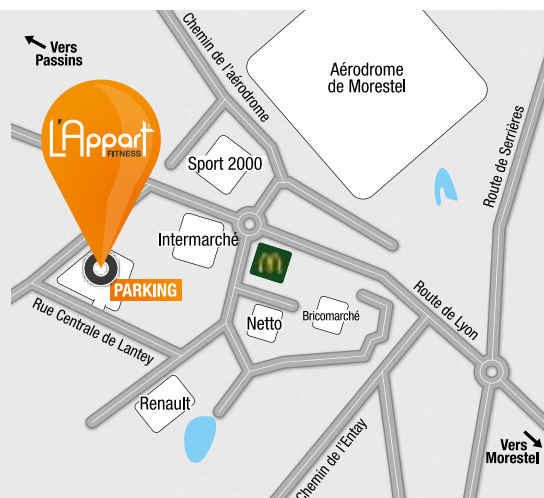 Vers
Passins
Chemin de l'aérodrome
Aérodrome
de Morestel
Route de Serrières
L'Appart
FITNESS
Sport 2000
Intermarché
PARKING
Rue Centrale de Lantey
Netto
Bricomarché
Route de Lyon
Renault
Chemin de l'Entay
Vers
Morestel